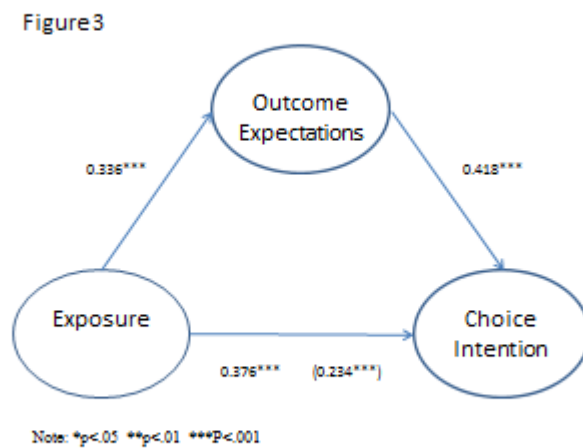 Figure 3
Outcome
Expectations
0.336***
0.418***
Exposure
Choice
Intention
0.376*** (0.234***)
Note: *p<.05 **p<.01 ***P<.001